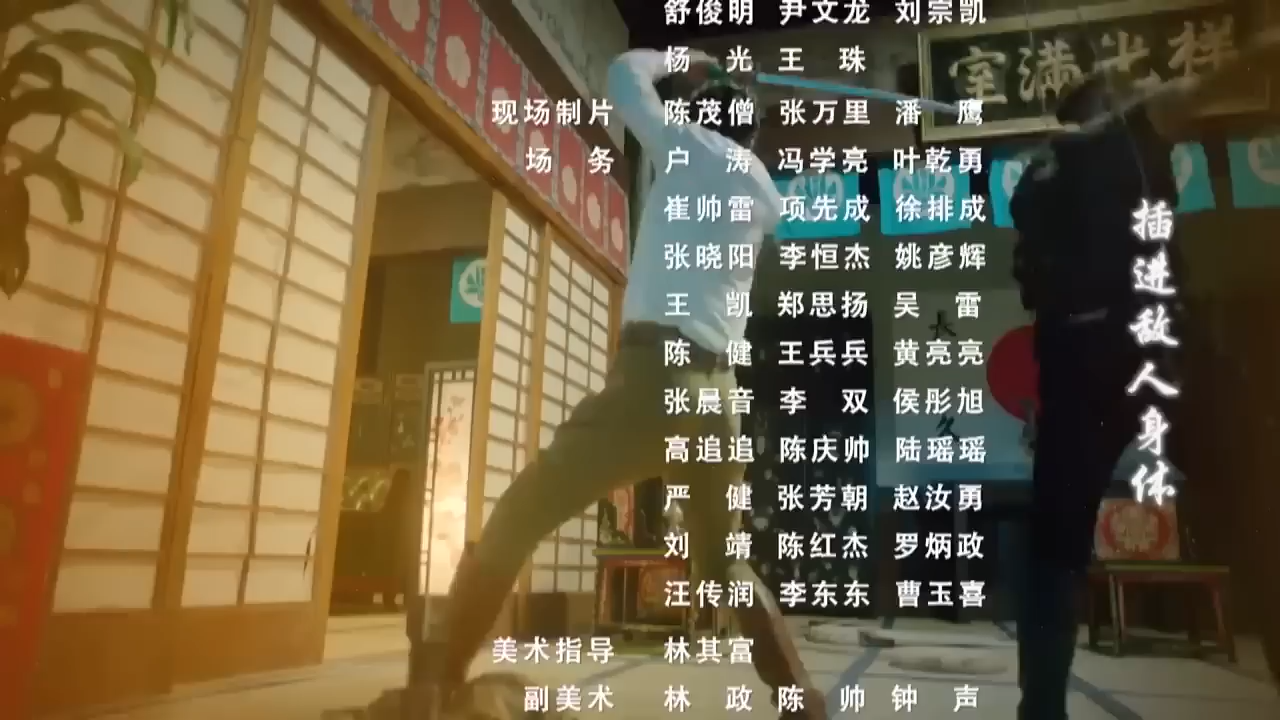 舒俊明 尹文龙 刘宗凯
杨光 王珠
现场制片 陈茂僧 张万里 潘鹰
场务 户涛 冯学亮 叶乾勇
崔帅雷 项先成 徐排成
张晓阳 李恒杰 姚彦辉
王凯 郑思扬 吴雷
陈健 王兵兵 黄亮亮
张晨音 李双 侯彤旭
高追追 陈庆帅 陆瑶瑶
严健 张芳朝 赵汝勇
刘靖 陈红杰 罗炳政
汪传润 李东东 曹玉喜
美术指导 林其富
副美术 林政 陈帅 钟声
插进敌人身体
室满光祥
長久